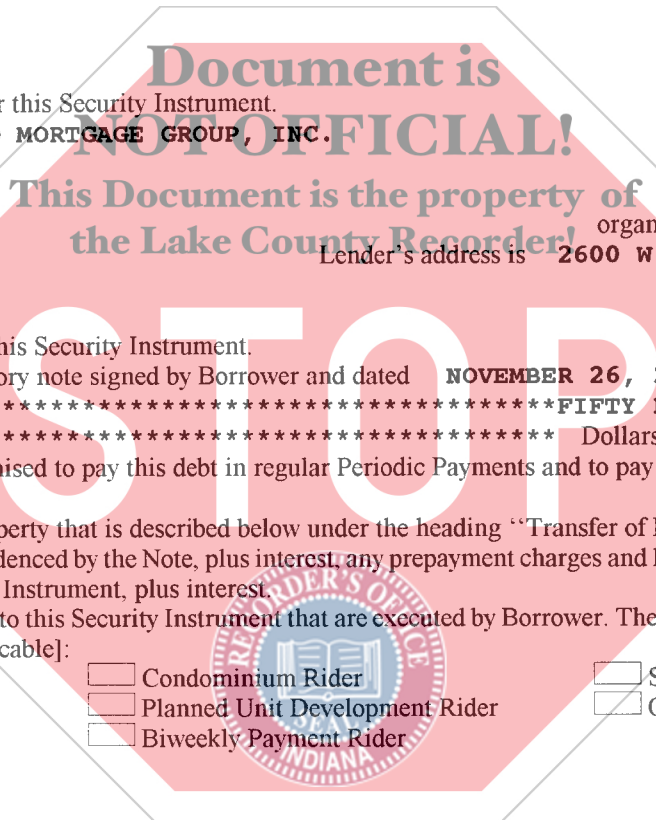 Document is
r this Security Instrument.
MORTGAGE GROUP, INC.
NOT OFFICIAL!
This Document is the property of
organ
the Lake County Recorder!
Lender's address is 2600 W
STOP
his Security Instrument.
ory note signed by Borrower and dated NOVEMBER 26,
************************************FIFTY
************************************ Dollars
nised to pay this debt in regular Periodic Payments and to pay
perty that is described below under the heading ‘‘Transfer of
denced by the Note, plus interest, any prepayment charges and
Instrument, plus interest.
to this Security Instrument that are executed by Borrower. The
cable]:
RECORDER'S OFFICE
Condominium Rider
S
Planned Unit Development Rider
SEAL
Biweekly Payment Rider
INDIANA